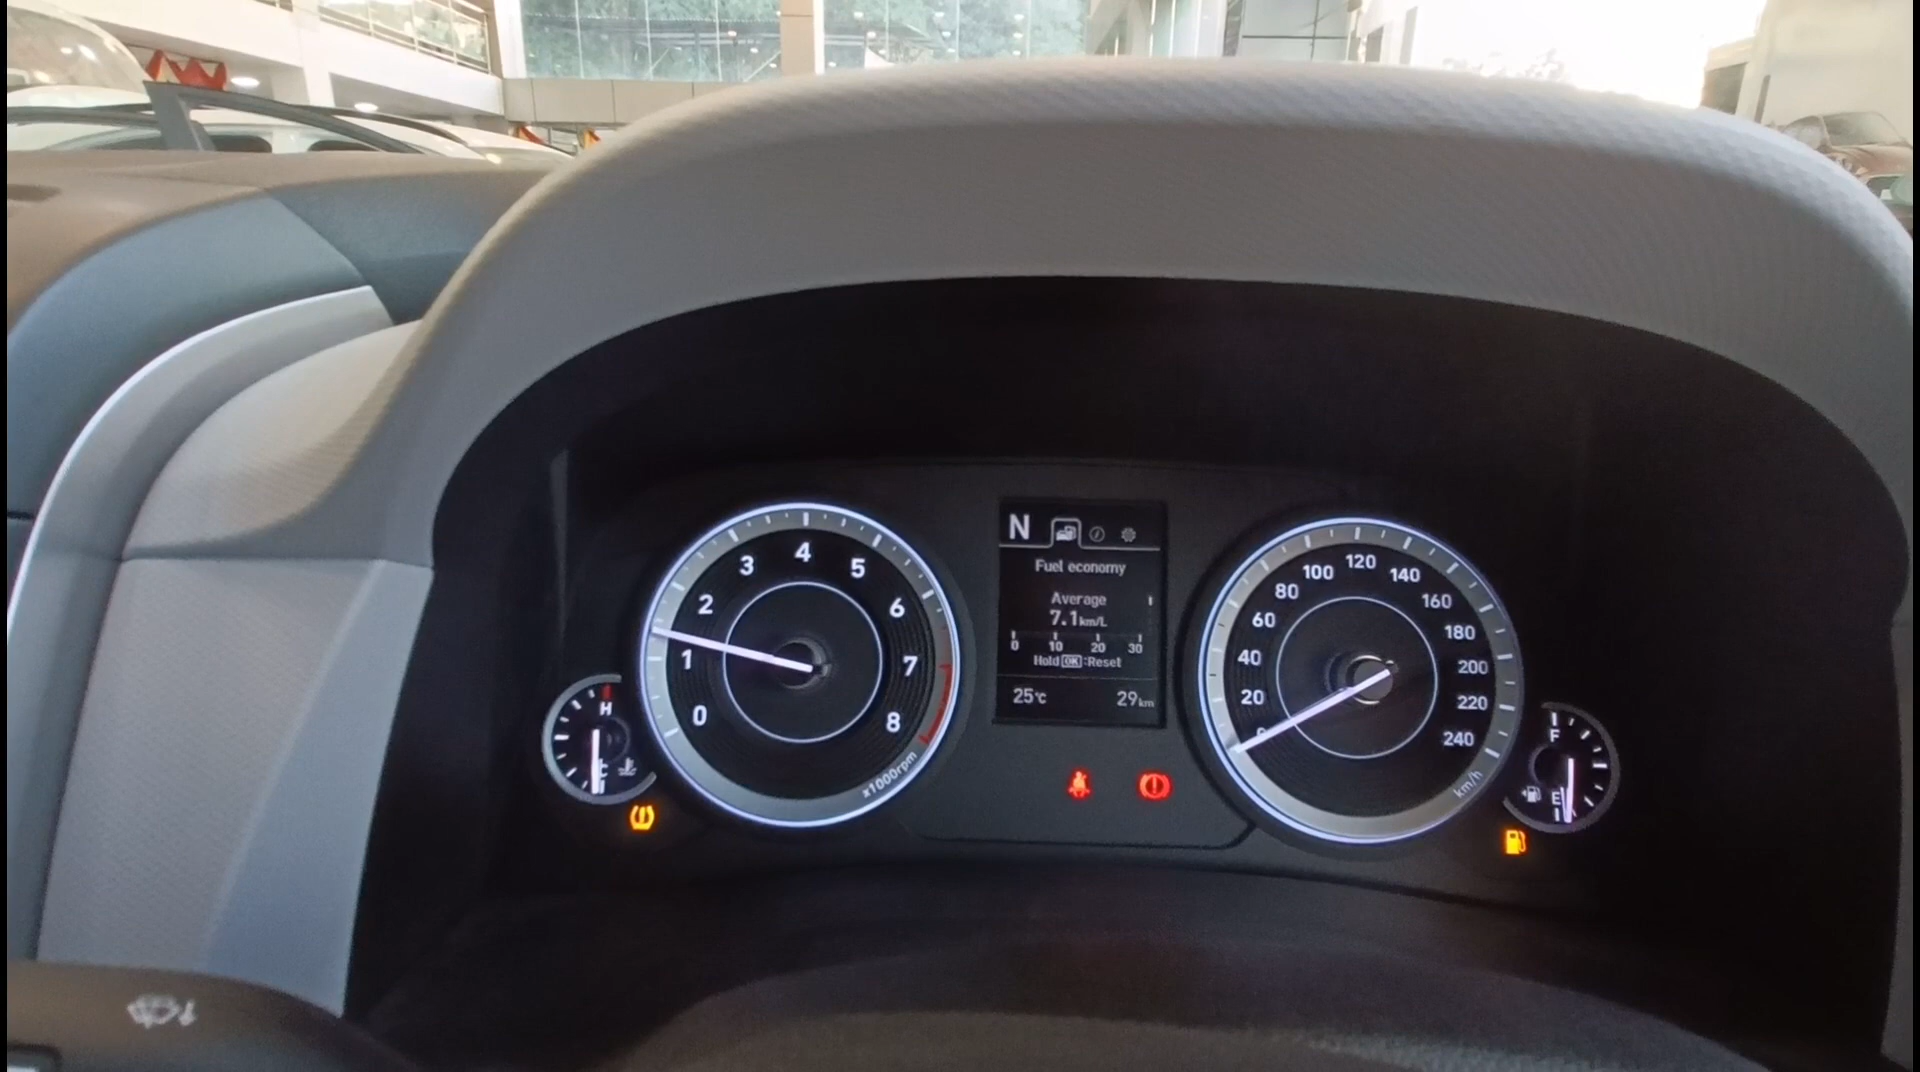 N
Fuel economy
Average
7.1km/L
0 10 20 30
Hold OK :Reset
25°C 29km
0 1 2 3 4 5 6 7 8
x1000rpm
H
C
0 20 40 60 80 100 120 140 160 180 200 220 240
km/h
F
E